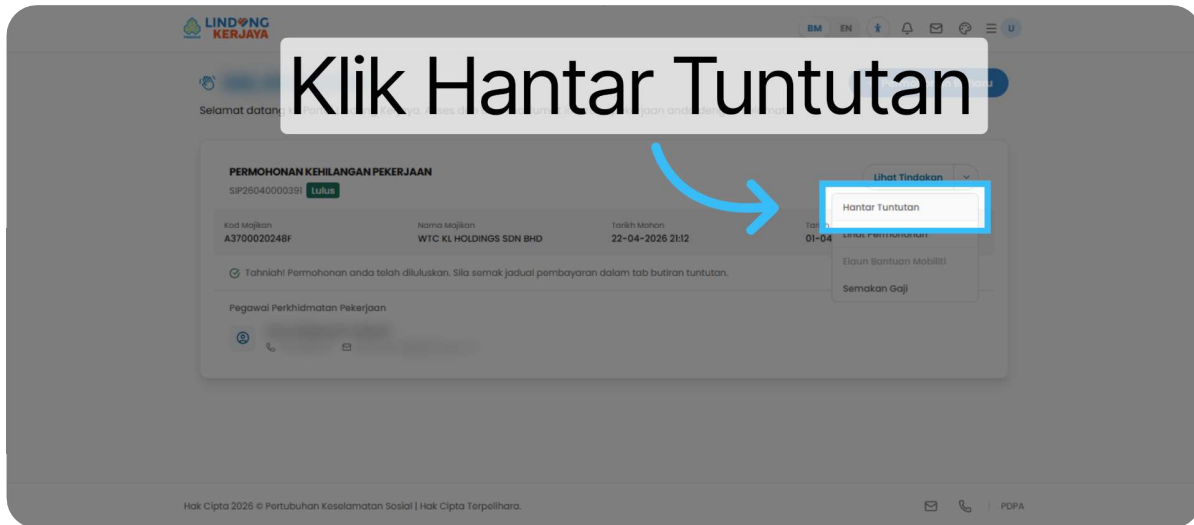 LINDUNG
KERJAYA
BM EN U
Klik Hantar Tuntutan
Selamat datang
PERMOHONAN KEHILANGAN PEKERJAAN
Lihat Tindakan
SIP2604000391 Lulus
Hantar Tuntutan
Kod Majikan Nama Majikan Tarikh Mohon
A3700020248F WTC KL HOLDINGS SDN BHD 22-04-2026 21:12 01-04
Lihat Permohonan
Elaun Bantuan Mobiliti
Tahniah! Permohonan anda telah diluluskan. Sila semak jadual pembayaran dalam tab butiran tuntutan.
Semakan Gaji
Pegawai Perkhidmatan Pekerjaan
Hak Cipta 2026 © Pertubuhan Keselamatan Sosial | Hak Cipta Terpelihara.
PDPA